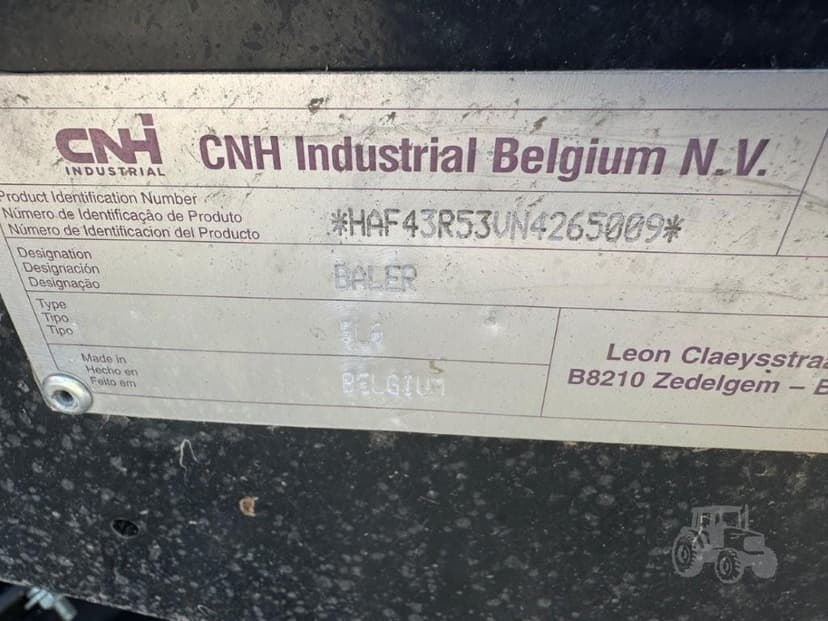 CNH
INDUSTRIAL
CNH Industrial Belgium N.V.
Product Identification Number
Número de Identificação de Produto
Número de Identificacion del Producto
*HAF43R53VN4265009*
Designation
Designación
Designação
BALER
Type
Tipo
Tipo
Made in
Hecho en
Feito em
BELGIUM
Leon Claeysstraa
B8210 Zedelgem – B